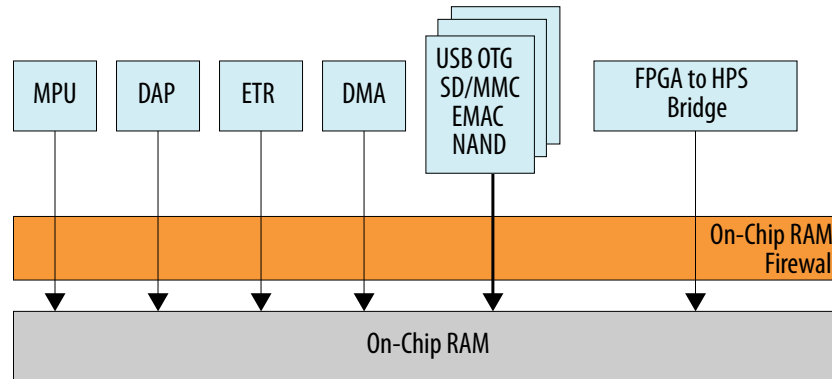 MPU
DAP
ETR
DMA
USB OTG
SD/MMC
EMAC
NAND
FPGA to HPS
Bridge
On-Chip RAM
Firewal
On-Chip RAM